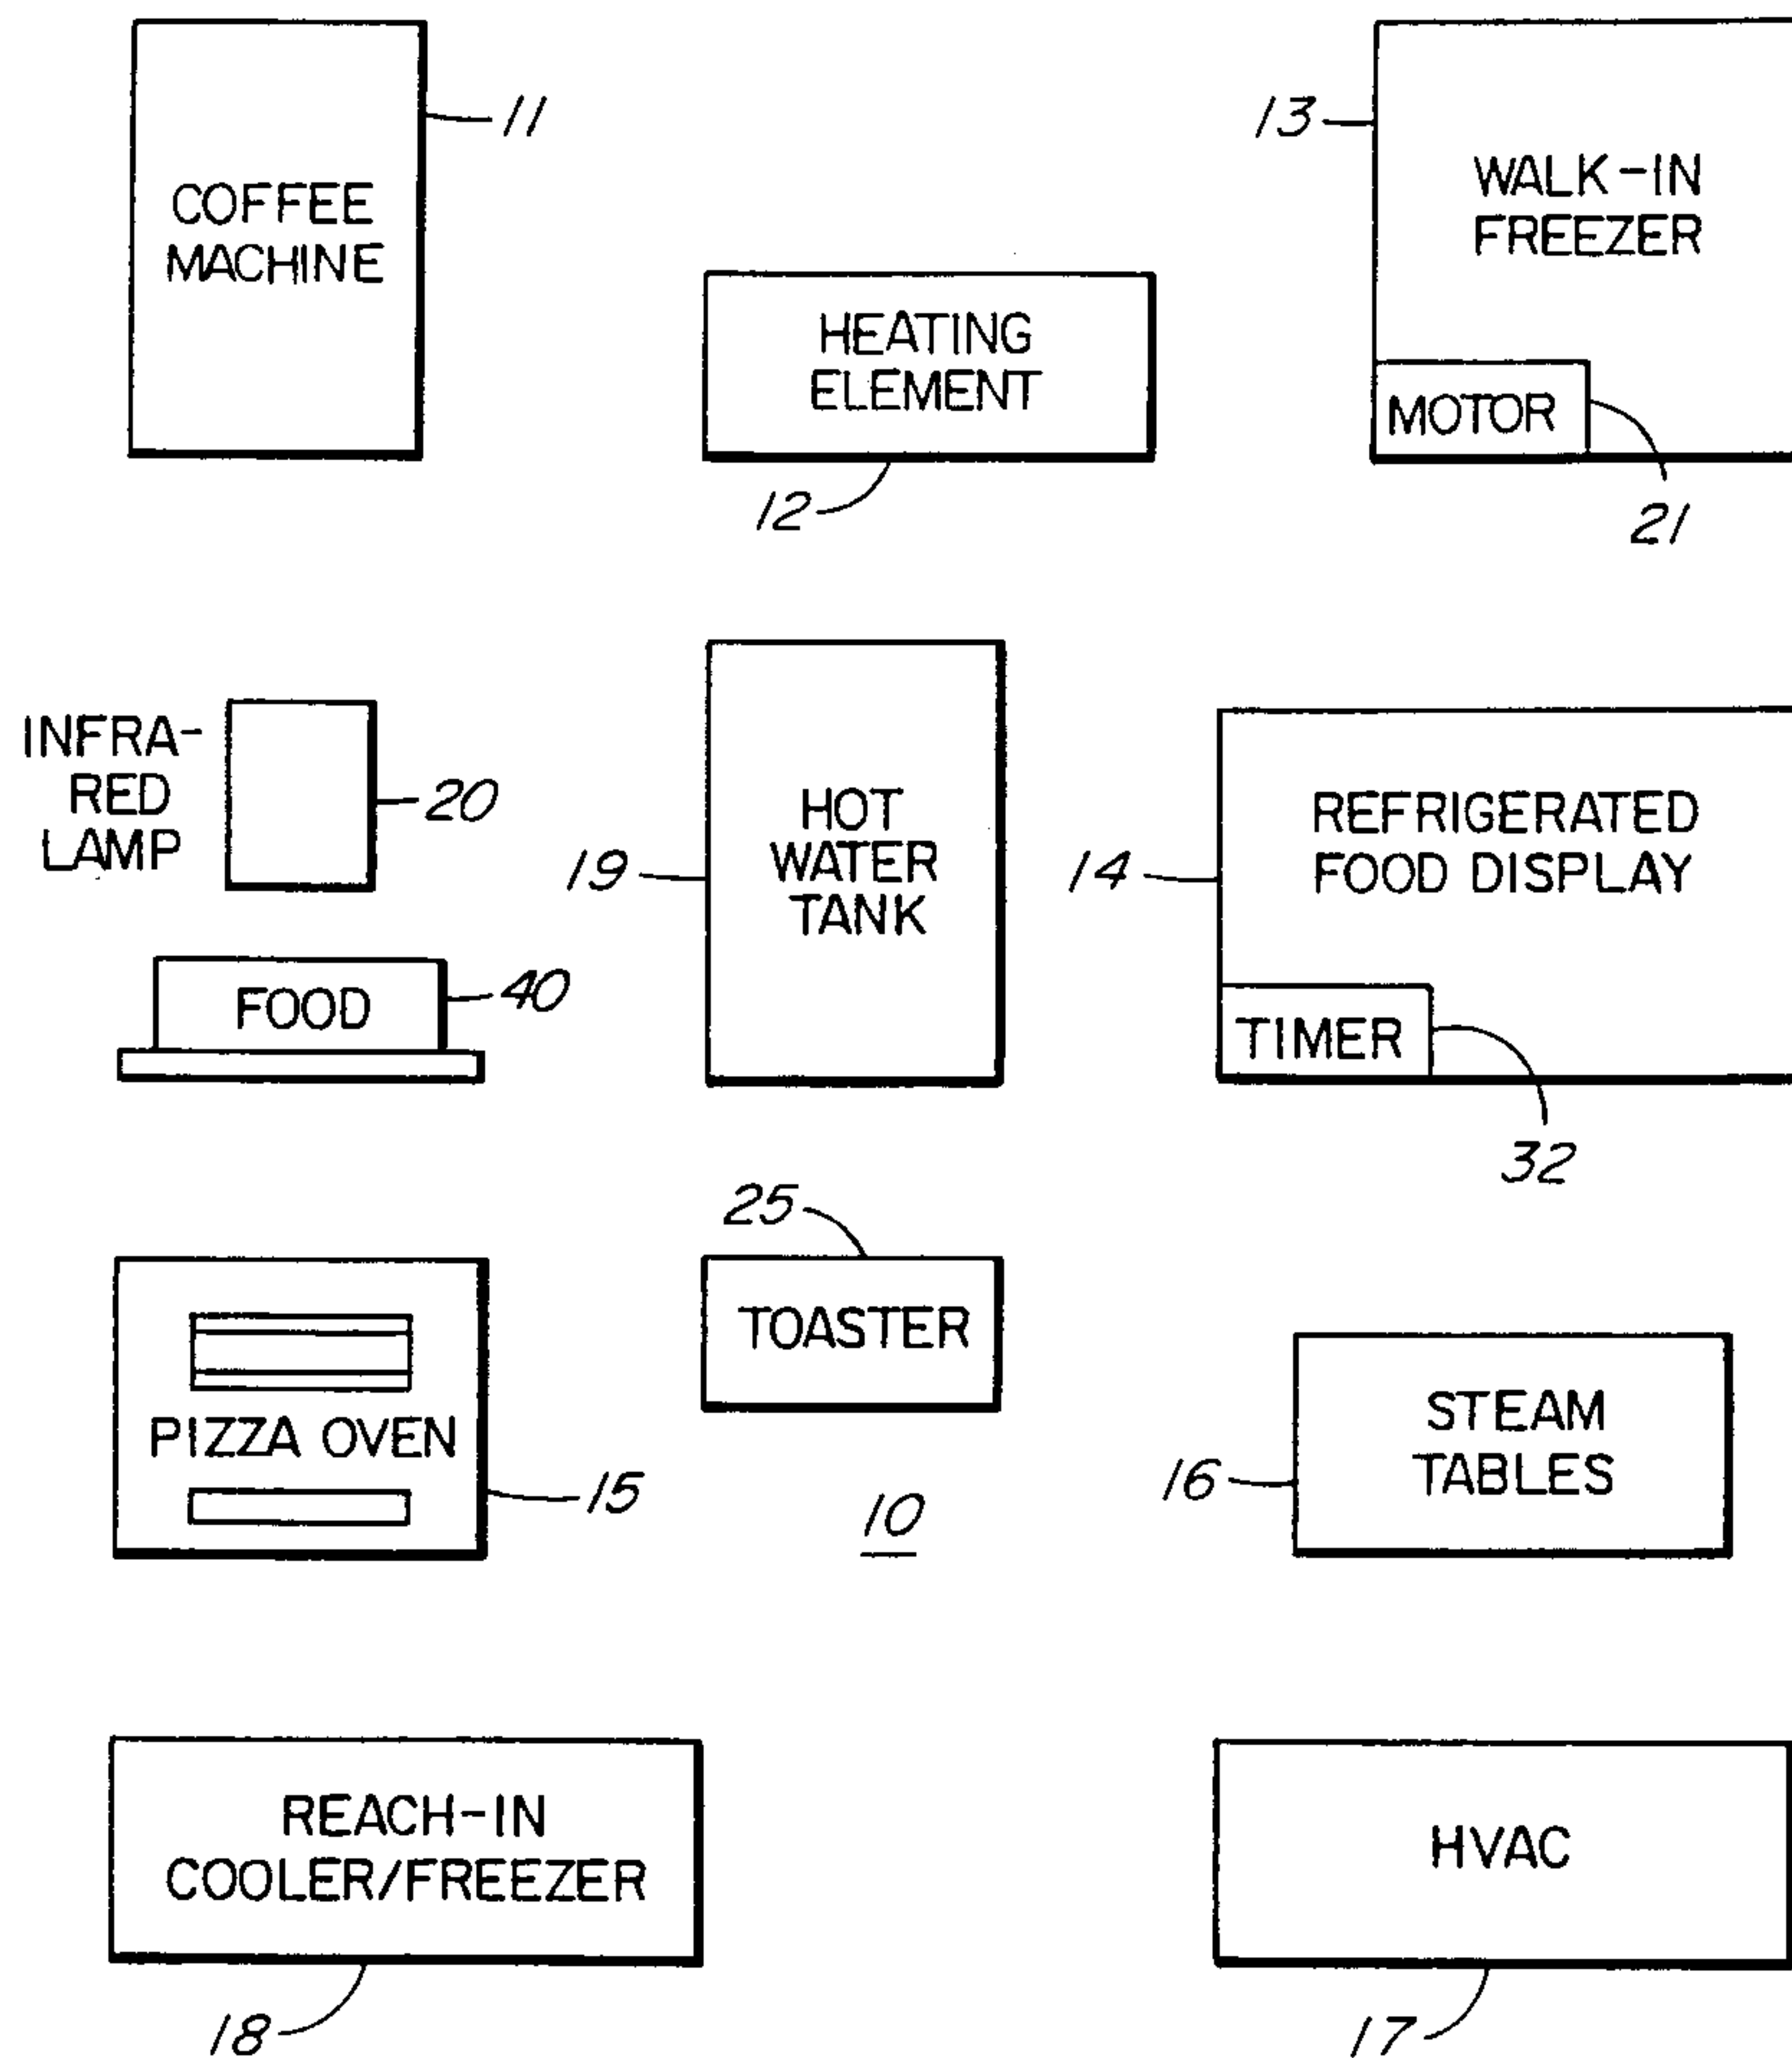 COFFEE
MACHINE
11
HEATING
ELEMENT
12
13
WALK-IN
FREEZER
MOTOR
21
INFRA-
RED
LAMP
20
FOOD
40
19
HOT
WATER
TANK
14
REFRIGERATED
FOOD DISPLAY
TIMER
32
PIZZA OVEN
15
25
TOASTER
10
16
STEAM
TABLES
REACH-IN
COOLER/FREEZER
18
HVAC
17